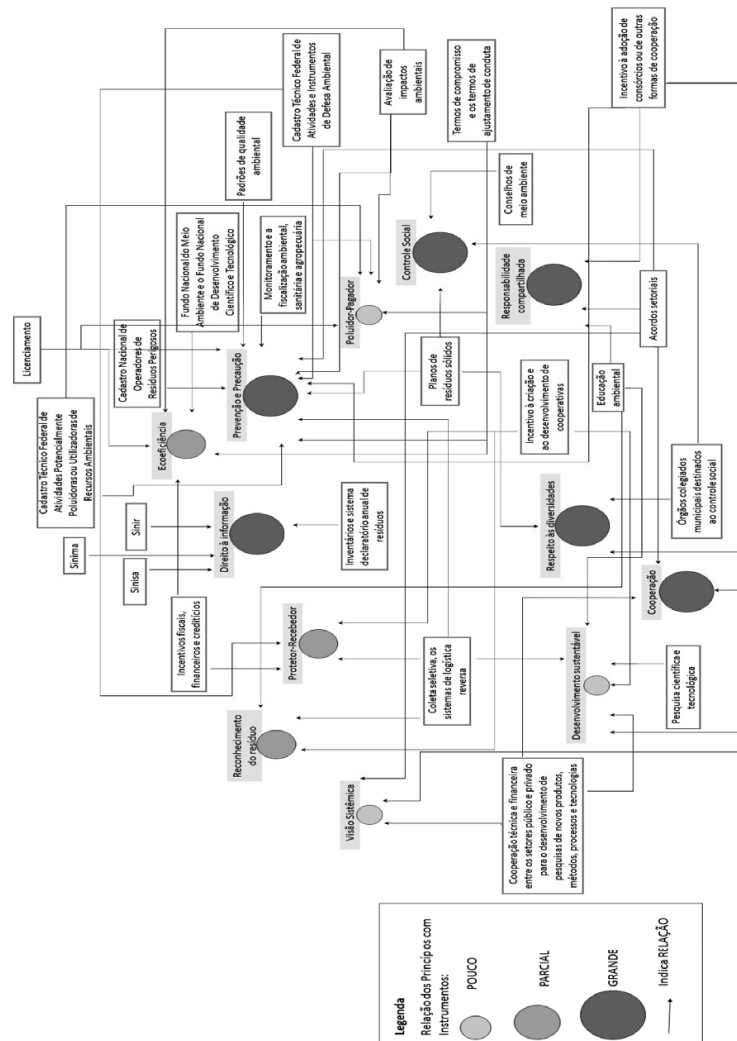 Licenciamento
Cadastro Técnico Federal de
Atividades Potencialmente
Poluidoras ou Utilizadoras de
Recursos Ambientais
Cadastro Nacional de
Operadores de
Resíduos Perigosos
Fundo Nacional do Meio
Ambiente e o Fundo Nacional
de Desenvolvimento
Científico e Tecnológico
Padrões de qualidade
ambiental
Cadastro Técnico Federal de
Atividades e Instrumentos
de Defesa Ambiental
Avaliação de
impactos
ambientais
Monitoramento e a
fiscalização ambiental,
sanitária e agropecuária
Termos de compromisso
e os termos de
ajustamento de conduta
Incentivo à adoção de
consórcios ou de outras
formas de cooperação
Conselhos de
meio ambiente
Sinima
Sinir
Sinisa
Ecoeficiência
Prevenção e Precaução
Poluidor-Pagador
Controle Social
Responsabilidade
compartilhada
Direito à informação
Inventários e sistema
declaratório anual de
resíduos
Planos de
resíduos sólidos
Incentivo à criação e
ao desenvolvimento de
cooperativas
Educação
ambiental
Acordos setoriais
Incentivos fiscais,
financeiros e creditícios
Protetor-Recebedor
Respeito às diversidades
Órgãos colegiados
municipais destinados
ao controle social
Reconhecimento
do resíduo
Coleta seletiva, os
sistemas de logística
reversa
Desenvolvimento sustentável
Cooperação
Pesquisa científica e
tecnológica
Visão Sistêmica
Cooperação técnica e financeira
entre os setores público e privado
para o desenvolvimento de
pesquisas de novos produtos,
métodos, processos e tecnologias
Legenda
Relação dos Princípios com
Instrumentos:
POUCO
PARCIAL
GRANDE
Indica RELAÇÃO